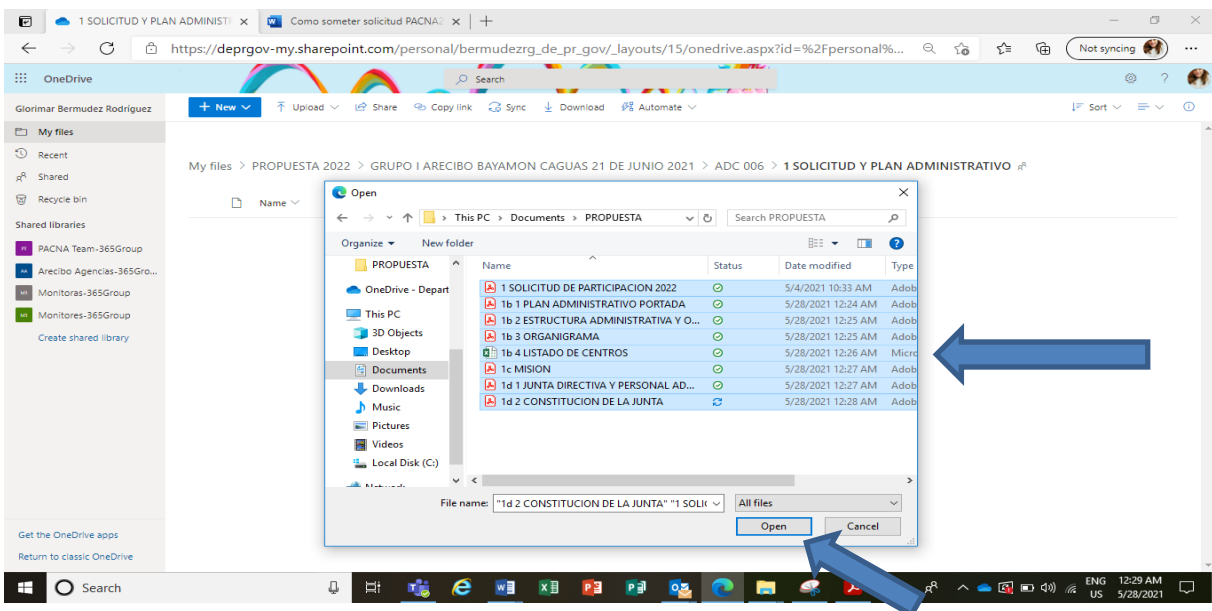 1 SOLICITUD Y PLAN ADMINISTR
Como someter solicitud PACNA2
https://deprgov-my.sharepoint.com/personal/bermudezrg_de_pr_gov/_layouts/15/onedrive.aspx?id=%2Fpersonal%...
Not syncing
OneDrive
Search
Glorimar Bermudez Rodríguez
+ New Upload Share Copy link Sync Download Automate Sort
My files
Recent
Shared
Recycle bin
Shared libraries
PACNA Team-365Group
Arecibo Agencias-365Gro...
Monitoras-365Group
Monitores-365Group
Create shared library
Get the OneDrive apps
Return to classic OneDrive
My files > PROPUESTA 2022 > GRUPO I ARECIBO BAYAMON CAGUAS 21 DE JUNIO 2021 > ADC 006 > 1 SOLICITUD Y PLAN ADMINISTRATIVO
Name
Open
> This PC > Documents > PROPUESTA
Search PROPUESTA
Organize New folder
PROPUESTA
OneDrive - Depart
This PC
3D Objects
Desktop
Documents
Downloads
Music
Pictures
Videos
Local Disk (C:)
Network
Name Status Date modified Type
1 SOLICITUD DE PARTICIPACION 2022 5/4/2021 10:33 AM Adob
1b 1 PLAN ADMINISTRATIVO PORTADA 5/28/2021 12:24 AM Adob
1b 2 ESTRUCTURA ADMINISTRATIVA Y O... 5/28/2021 12:25 AM Adob
1b 3 ORGANIGRAMA 5/28/2021 12:25 AM Adob
1b 4 LISTADO DE CENTROS 5/28/2021 12:26 AM Micro
1c MISION 5/28/2021 12:27 AM Adob
1d 1 JUNTA DIRECTIVA Y PERSONAL AD... 5/28/2021 12:27 AM Adob
1d 2 CONSTITUCION DE LA JUNTA 5/28/2021 12:28 AM Adob
File name: "1d 2 CONSTITUCION DE LA JUNTA" "1 SOLI
All files
Open Cancel
Search
ENG 12:29 AM
US 5/28/2021